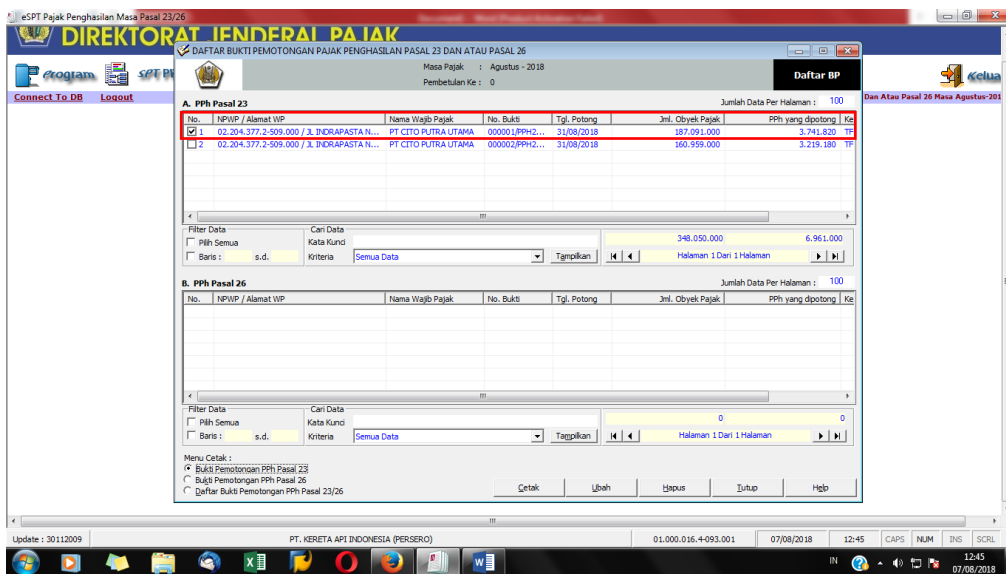 eSPT Pajak Penghasilan Masa Pasal 23/26
DIREKTORAT JENDERAL PAJAK
Program
SPT PP
Kelua
Connect To DB Logout
Dan Atau Pasal 26 Masa Agustus-201
DAFTAR BUKTI PEMOTONGAN PAJAK PENGHASILAN PASAL 23 DAN ATAU PASAL 26
Masa Pajak : Agustus - 2018
Pembetulan Ke : 0
Daftar BP
A. PPh Pasal 23
Jumlah Data Per Halaman : 100
No. NPWP / Alamat WP Nama Wajib Pajak No. Bukti Tgl. Potong Jml. Obyek Pajak PPh yang dipotong Ke
1 02.204.377.2-509.000 / JL INDRAPASTA N... PT CITO PUTRA UTAMA 000001/PPH2... 31/08/2018 187.091.000 3.741.820 TF
2 02.204.377.2-509.000 / JL INDRAPASTA N... PT CITO PUTRA UTAMA 000002/PPH2... 31/08/2018 160.959.000 3.219.180 TF
Filter Data
Cari Data
Pilih Semua
Kata Kunci
348.050.000 6.961.000
Baris : s.d.
Kriteria Semua Data
Tampilkan
Halaman 1 Dari 1 Halaman
B. PPh Pasal 26
Jumlah Data Per Halaman : 100
No. NPWP / Alamat WP Nama Wajib Pajak No. Bukti Tgl. Potong Jml. Obyek Pajak PPh yang dipotong Ke
Filter Data
Cari Data
Pilih Semua
Kata Kunci
0 0
Baris : s.d.
Kriteria Semua Data
Tampilkan
Halaman 1 Dari 1 Halaman
Menu Cetak :
Bukti Pemotongan PPh Pasal 23
Bukti Pemotongan PPh Pasal 26
Daftar Bukti Pemotongan PPh Pasal 23/26
Cetak Ubah Hapus Tutup Help
Update : 30112009 PT. KERETA API INDONESIA (PERSERO) 01.000.016.4-093.001 07/08/2018 12:45 CAPS NUM INS SCRL
IN
12:45
07/08/2018